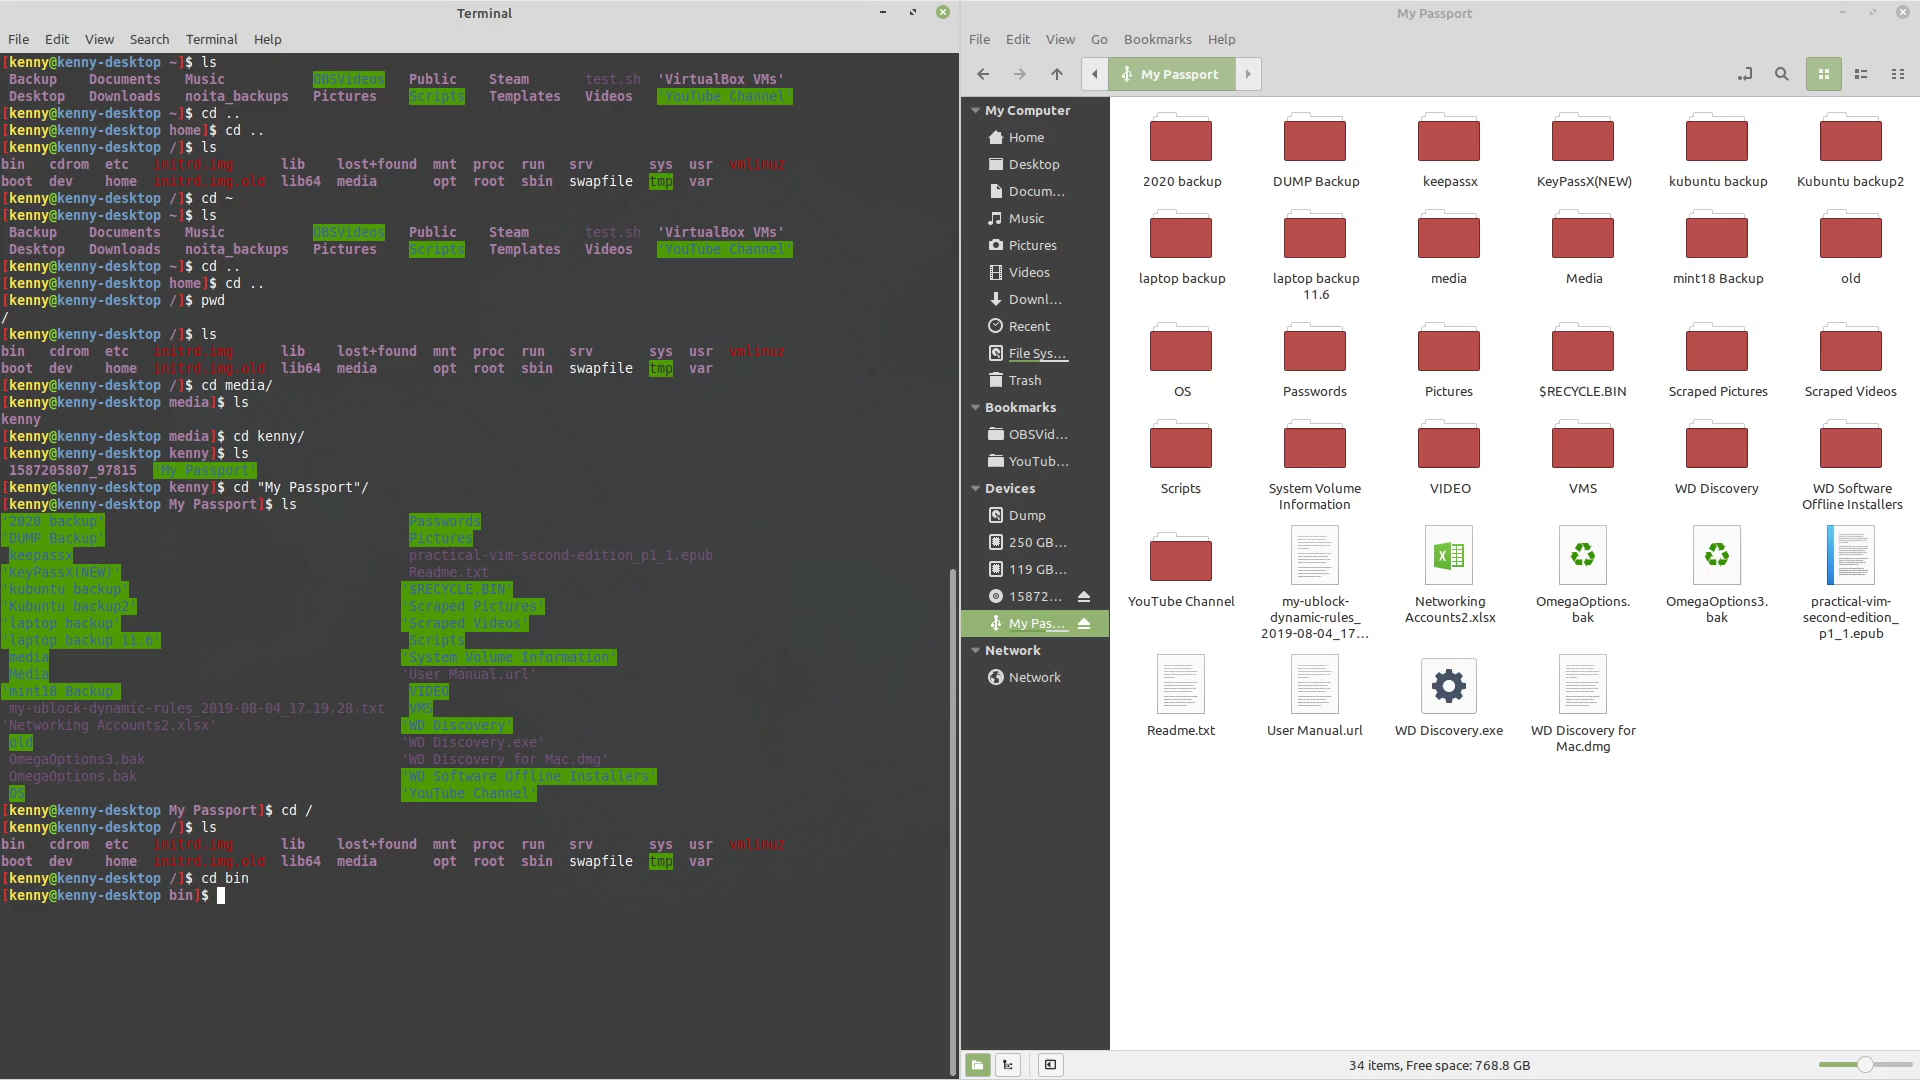 Terminal
File Edit View Search Terminal Help
[kenny@kenny-desktop ~]$ ls
Backup Documents Music OBSVideos Public Steam test.sh 'VirtualBox VMs'
Desktop Downloads noita_backups Pictures Scripts Templates Videos 'YouTube Channel'
[kenny@kenny-desktop ~]$ cd ..
[kenny@kenny-desktop home]$ cd ..
[kenny@kenny-desktop /]$ ls
bin cdrom etc initrd.img lib lost+found mnt proc run srv sys usr vmlinuz
boot dev home initrd.img.old lib64 media opt root sbin swapfile tmp var
[kenny@kenny-desktop /]$ cd ~
[kenny@kenny-desktop ~]$ ls
Backup Documents Music OBSVideos Public Steam test.sh 'VirtualBox VMs'
Desktop Downloads noita_backups Pictures Scripts Templates Videos 'YouTube Channel'
[kenny@kenny-desktop ~]$ cd ..
[kenny@kenny-desktop home]$ cd ..
[kenny@kenny-desktop /]$ pwd
/
[kenny@kenny-desktop /]$ ls
bin cdrom etc initrd.img lib lost+found mnt proc run srv sys usr vmlinuz
boot dev home initrd.img.old lib64 media opt root sbin swapfile tmp var
[kenny@kenny-desktop /]$ cd media/
[kenny@kenny-desktop media]$ ls
kenny
[kenny@kenny-desktop media]$ cd kenny/
[kenny@kenny-desktop kenny]$ ls
1587205807_97815 'My Passport'
[kenny@kenny-desktop kenny]$ cd "My Passport"/
[kenny@kenny-desktop My Passport]$ ls
'2020 backup' Passwords
'DUMP Backup' Pictures
keepassx practical-vim-second-edition_p1_1.epub
'KeyPassX(NEW)' Readme.txt
'kubuntu backup' '$RECYCLE.BIN'
'Kubuntu backup2' 'Scraped Pictures'
'laptop backup' 'Scraped Videos'
'laptop backup 11.6' Scripts
media 'System Volume Information'
Media 'User Manual.url'
'mint18 Backup' VIDEO
my-ublock-dynamic-rules_2019-08-04_17.19.28.txt VMS
'Networking Accounts2.xlsx' 'WD Discovery'
old 'WD Discovery.exe'
OmegaOptions3.bak 'WD Discovery for Mac.dmg'
OmegaOptions.bak 'WD Software Offline Installers'
OS 'YouTube Channel'
[kenny@kenny-desktop My Passport]$ cd /
[kenny@kenny-desktop /]$ ls
bin cdrom etc initrd.img lib lost+found mnt proc run srv sys usr vmlinuz
boot dev home initrd.img.old lib64 media opt root sbin swapfile tmp var
[kenny@kenny-desktop /]$ cd bin
[kenny@kenny-desktop bin]$
My Passport
File Edit View Go Bookmarks Help
My Passport
My Computer
Home
Desktop
Docum...
Music
Pictures
Videos
Downl...
Recent
File Sys...
Trash
Bookmarks
OBSVid...
YouTub...
Devices
Dump
250 GB...
119 GB...
15872...
My Pas...
Network
Network
2020 backup DUMP Backup keepassx KeyPassX(NEW) kubuntu backup Kubuntu backup2
laptop backup laptop backup media Media mint18 Backup old
11.6
OS Passwords Pictures $RECYCLE.BIN Scraped Pictures Scraped Videos
Scripts System Volume VIDEO VMS WD Discovery WD Software
Information Offline Installers
YouTube Channel my-ublock- Networking OmegaOptions. OmegaOptions3. practical-vim-
dynamic-rules_ Accounts2.xlsx bak bak second-edition_
2019-08-04_17... p1_1.epub
Readme.txt User Manual.url WD Discovery.exe WD Discovery for
Mac.dmg
34 items, Free space: 768.8 GB